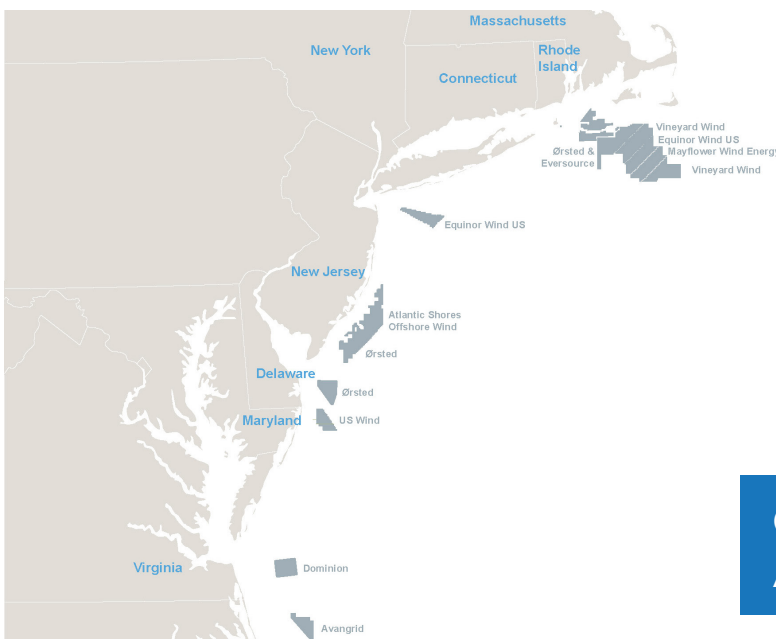 Massachusetts
New York
Rhode
Island
Connecticut
Vineyard Wind
Equinor Wind US
Ørsted &
Eversource
Mayflower Wind Energy
Vineyard Wind
Equinor Wind US
New Jersey
Atlantic Shores
Offshore Wind
Ørsted
Delaware
Ørsted
Maryland
US Wind
Virginia
Dominion
Avangrid